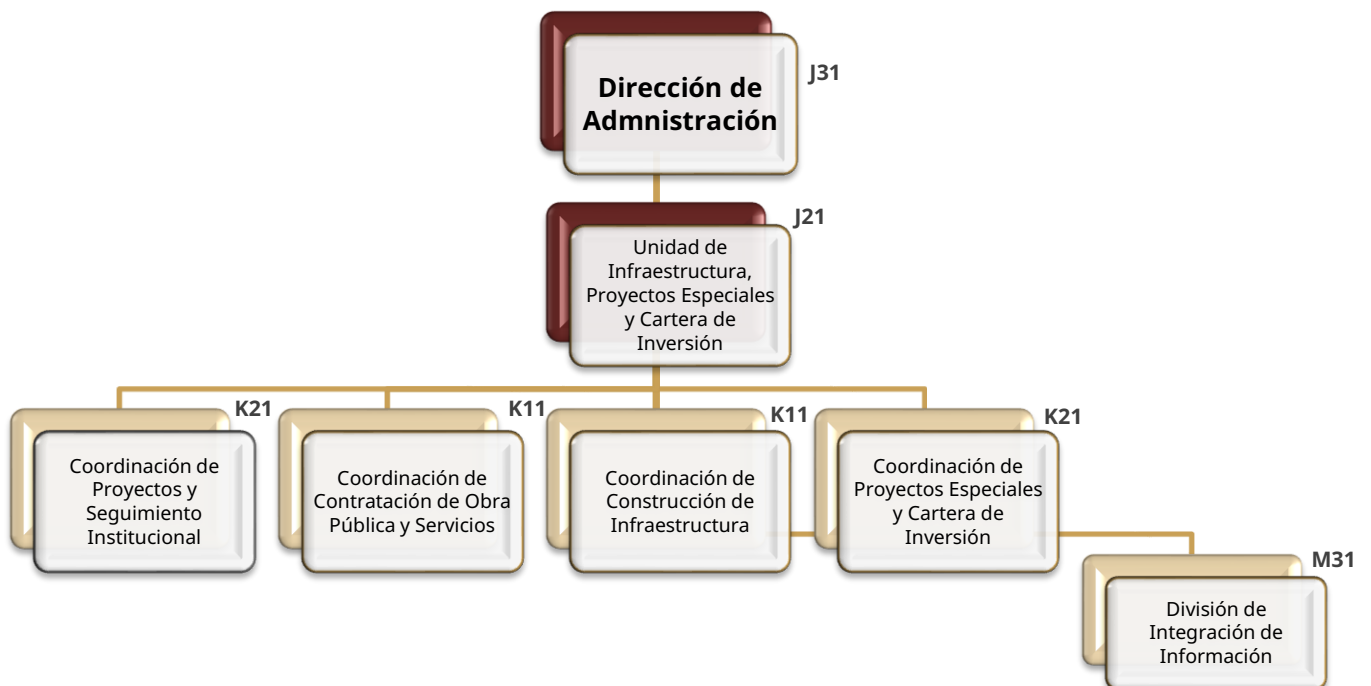 J31
Dirección de
Admnistración
J21
Unidad de
Infraestructura,
Proyectos Especiales
y Cartera de
Inversión
K21
Coordinación de
Proyectos y
Seguimiento
Institucional
K11
Coordinación de
Contratación de Obra
Pública y Servicios
K11
Coordinación de
Construcción de
Infraestructura
K21
Coordinación de
Proyectos Especiales
y Cartera de
Inversión
M31
División de
Integración de
Información